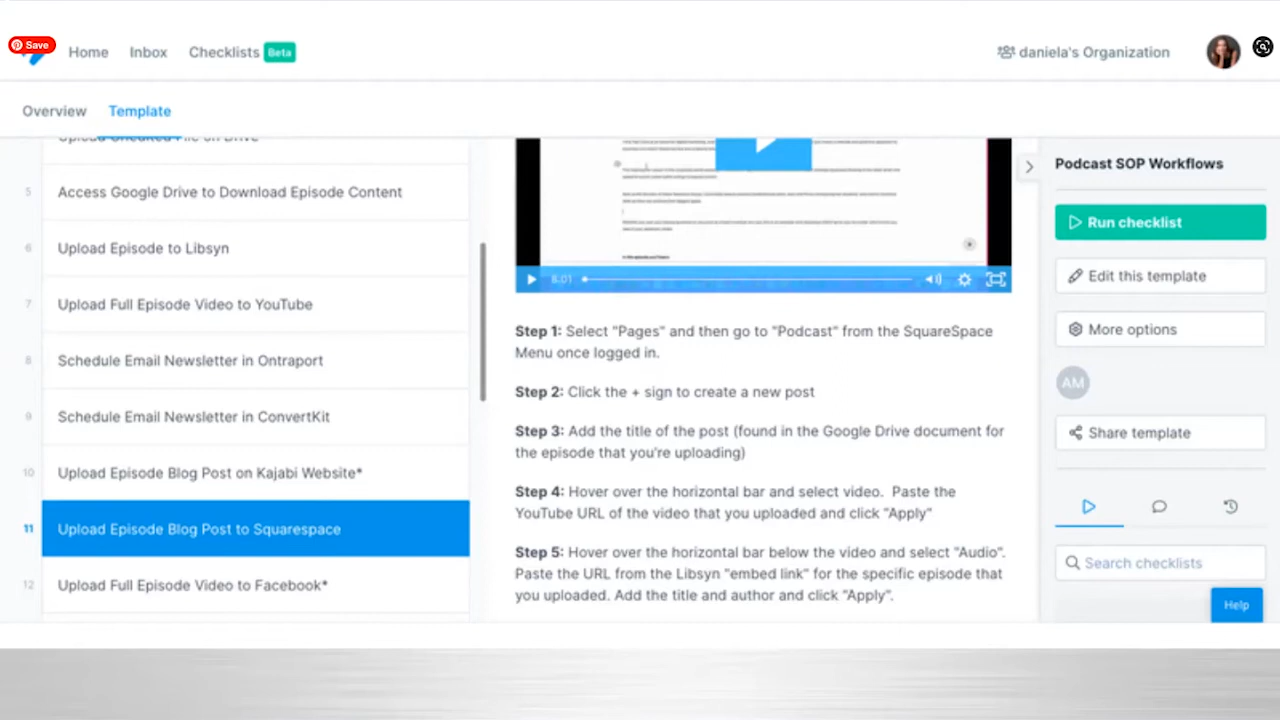 Save
Home
Inbox
Checklists
Beta
daniela's Organization
Overview
Template
5
Access Google Drive to Download Episode Content
6
Upload Episode to Libsyn
7
Upload Full Episode Video to YouTube
8
Schedule Email Newsletter in Ontraport
9
Schedule Email Newsletter in ConvertKit
10
Upload Episode Blog Post on Kajabi Website*
11
Upload Episode Blog Post to Squarespace
12
Upload Full Episode Video to Facebook*
8:01
Step 1: Select "Pages" and then go to "Podcast" from the SquareSpace
Menu once logged in.
Step 2: Click the + sign to create a new post
Step 3: Add the title of the post (found in the Google Drive document for
the episode that you're uploading)
Step 4: Hover over the horizontal bar and select video.  Paste the
YouTube URL of the video that you uploaded and click "Apply"
Step 5: Hover over the horizontal bar below the video and select "Audio".
Paste the URL from the Libsyn "embed link" for the specific episode that
you uploaded. Add the title and author and click "Apply".
Podcast SOP Workflows
Run checklist
Edit this template
More options
AM
Share template
Search checklists
Help